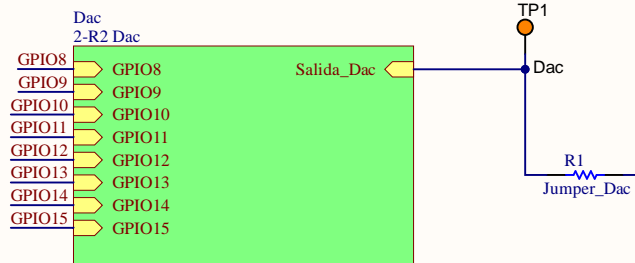 Dac
2-R2 Dac
TP1
GPIO8
GPIO8
Salida_Dac
Dac
GPIO9
GPIO9
GPIO10
GPIO10
GPIO11
GPIO11
GPIO12
GPIO12
GPIO13
GPIO13
GPIO14
GPIO14
GPIO15
GPIO15
R1
Jumper_Dac